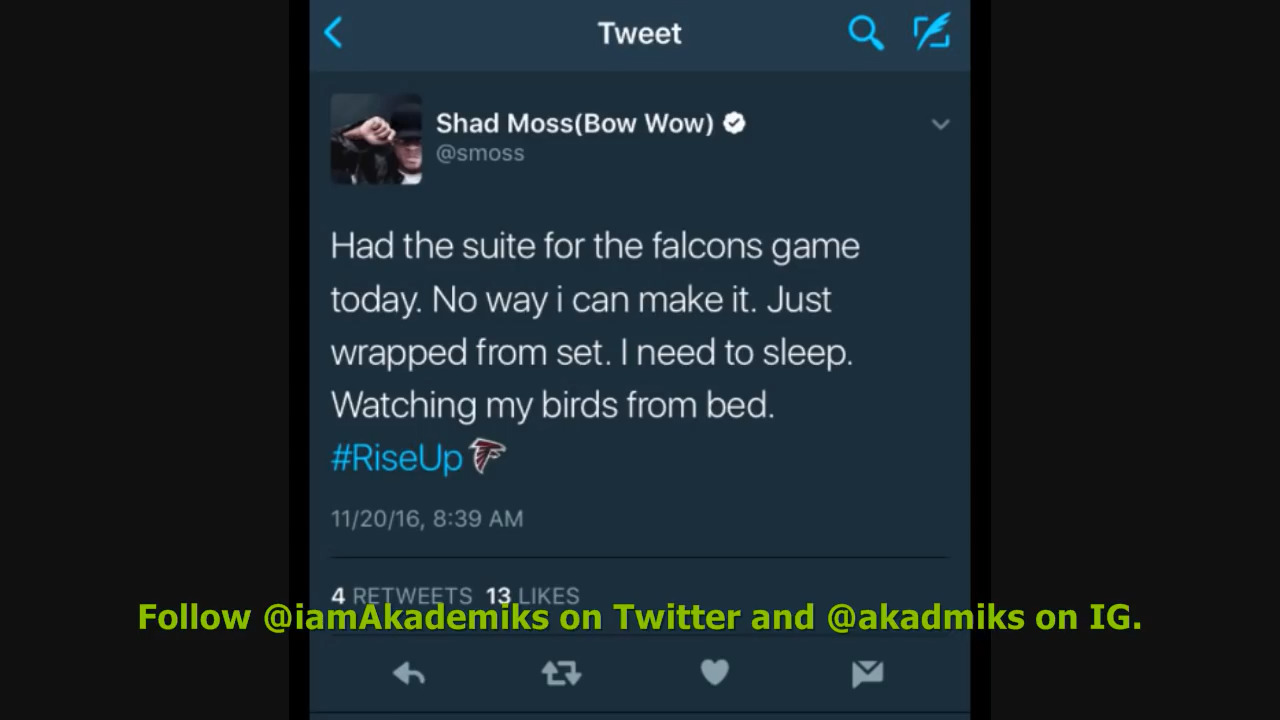 Tweet
Shad Moss(Bow Wow)
@smoss
Had the suite for the falcons game
today. No way i can make it. Just
wrapped from set. I need to sleep.
Watching my birds from bed.
#RiseUp
11/20/16, 8:39 AM
4 RETWEETS 13 LIKES
Follow @iamAkademiks on Twitter and @akadmiks on IG.